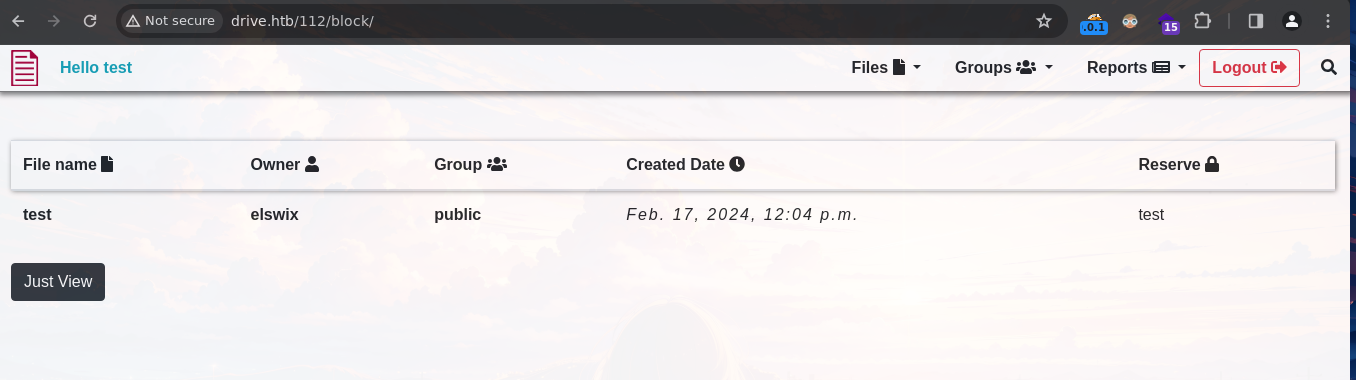 Not secure drive.htb/112/block/ .0.1 15
Hello test Files Groups Reports Logout
File name Owner Group Created Date Reserve
test elswix public Feb. 17, 2024, 12:04 p.m. test
Just View